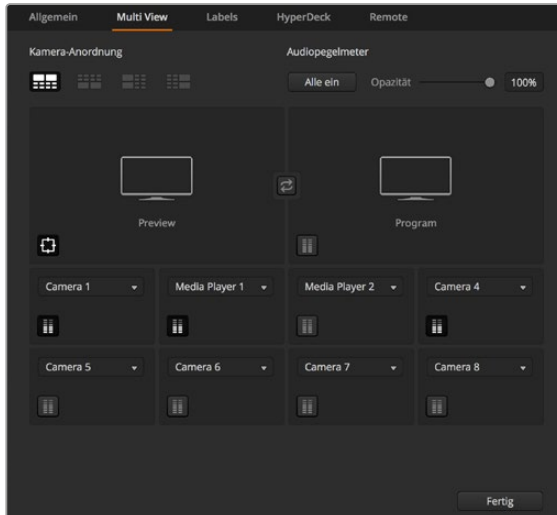 Allgemein Multi View Labels HyperDeck Remote
Kamera-Anordnung Audiopegelmeter
Alle ein Opazität 100%
Preview Program
Camera 1 Media Player 1 Media Player 2 Camera 4
Camera 5 Camera 6 Camera 7 Camera 8
Fertig